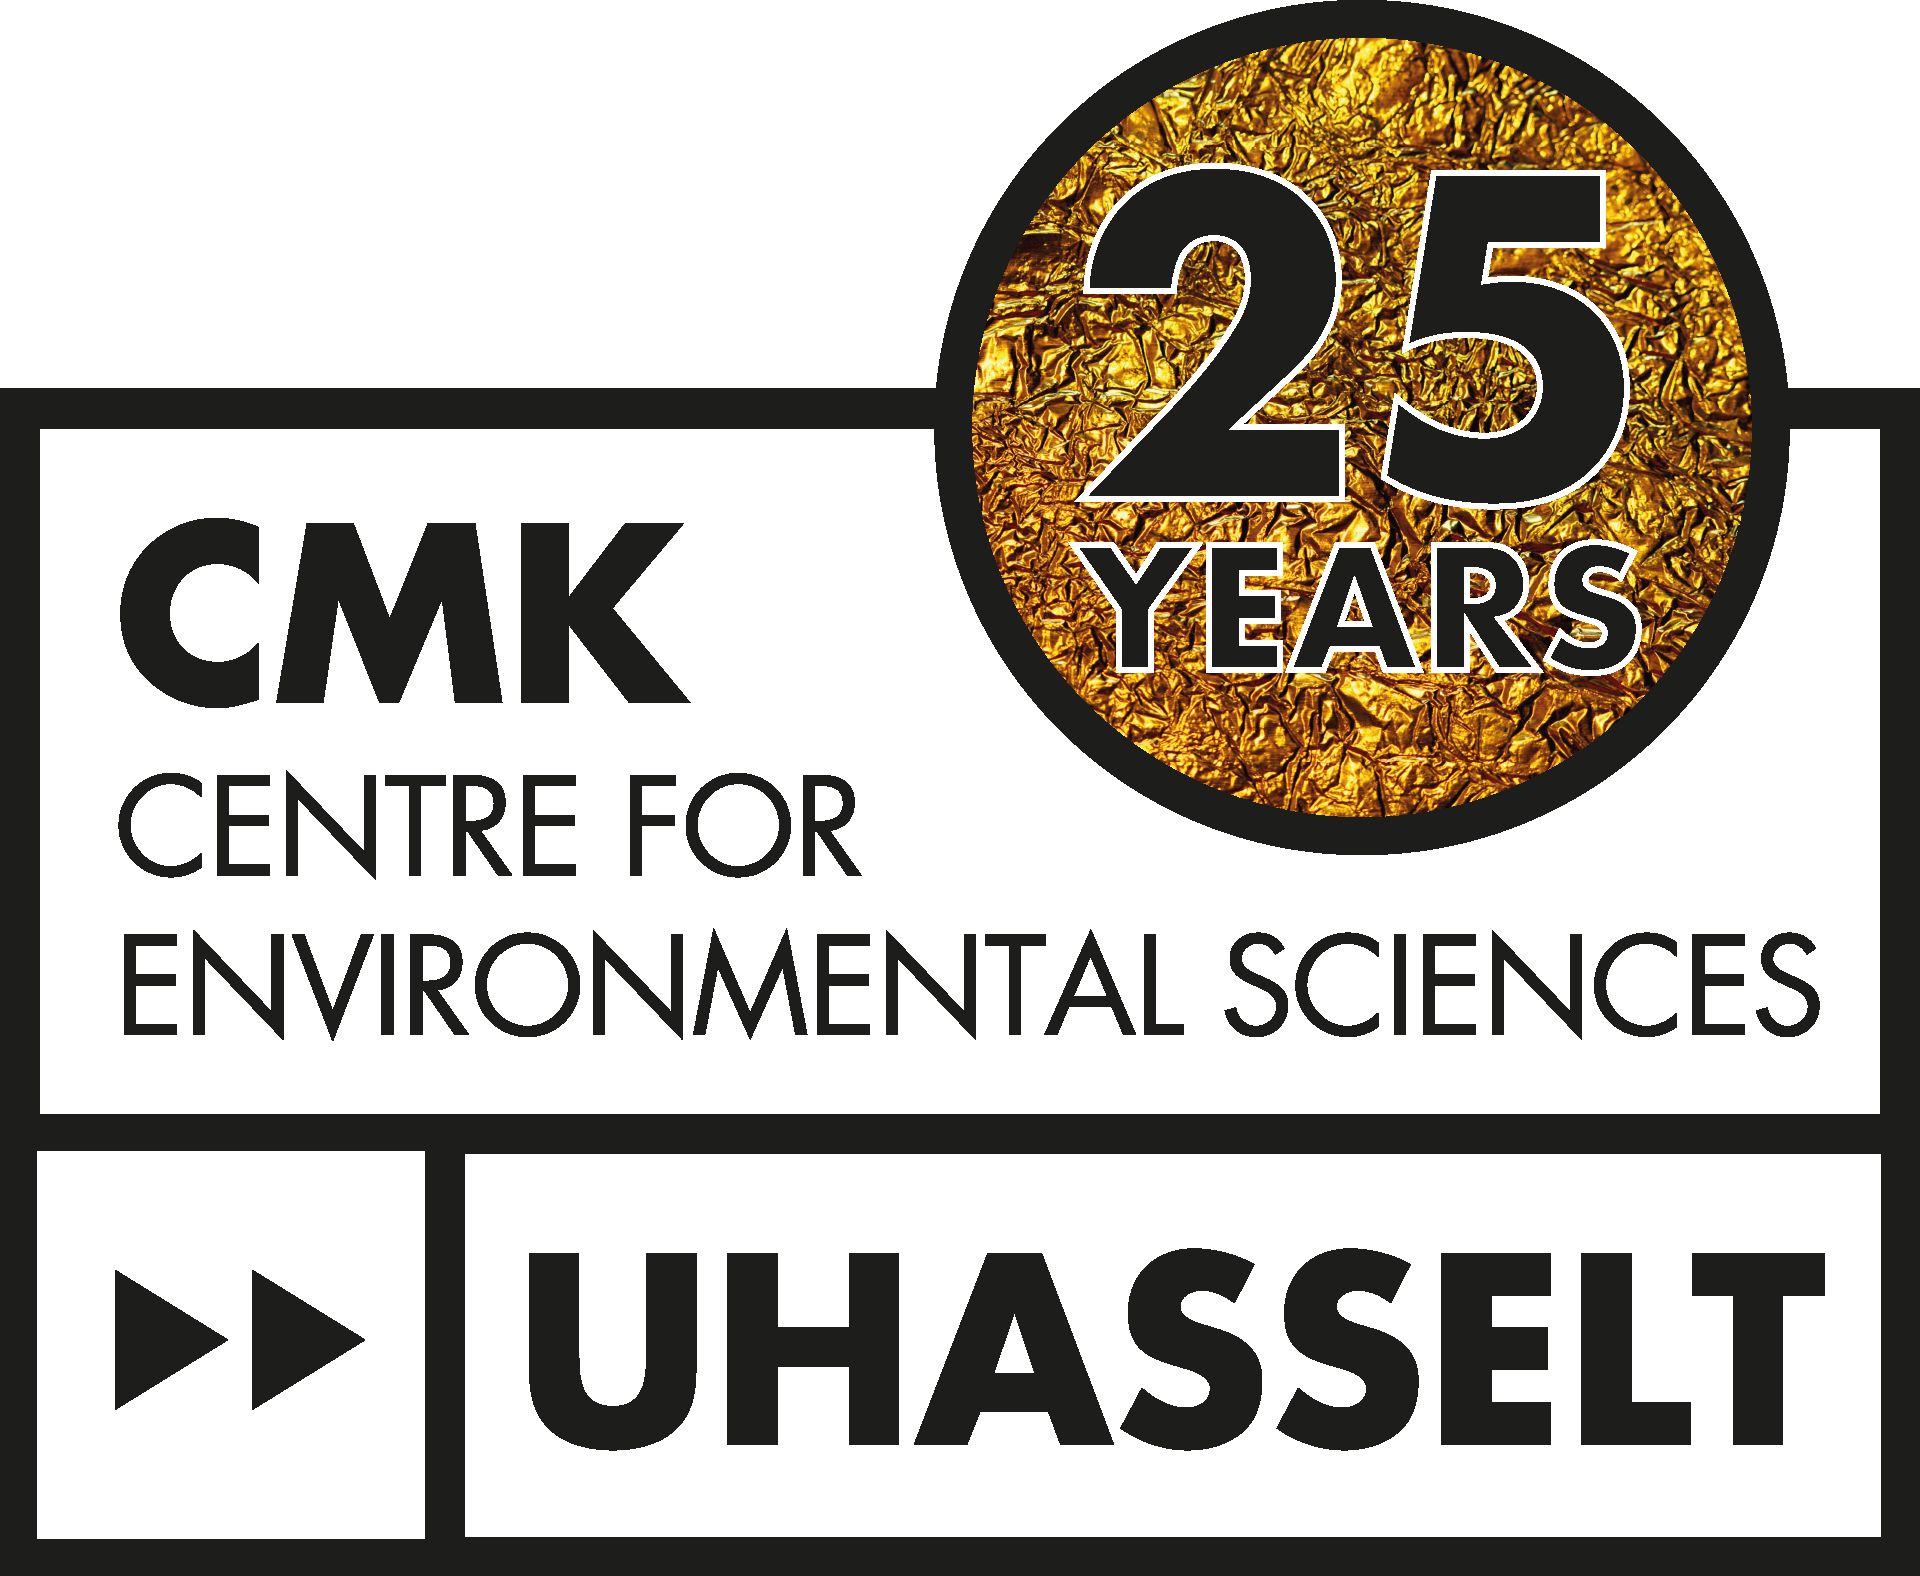 25
YEARS
CMK
CENTRE FOR
ENVIRONMENTAL SCIENCES
UHASSELT